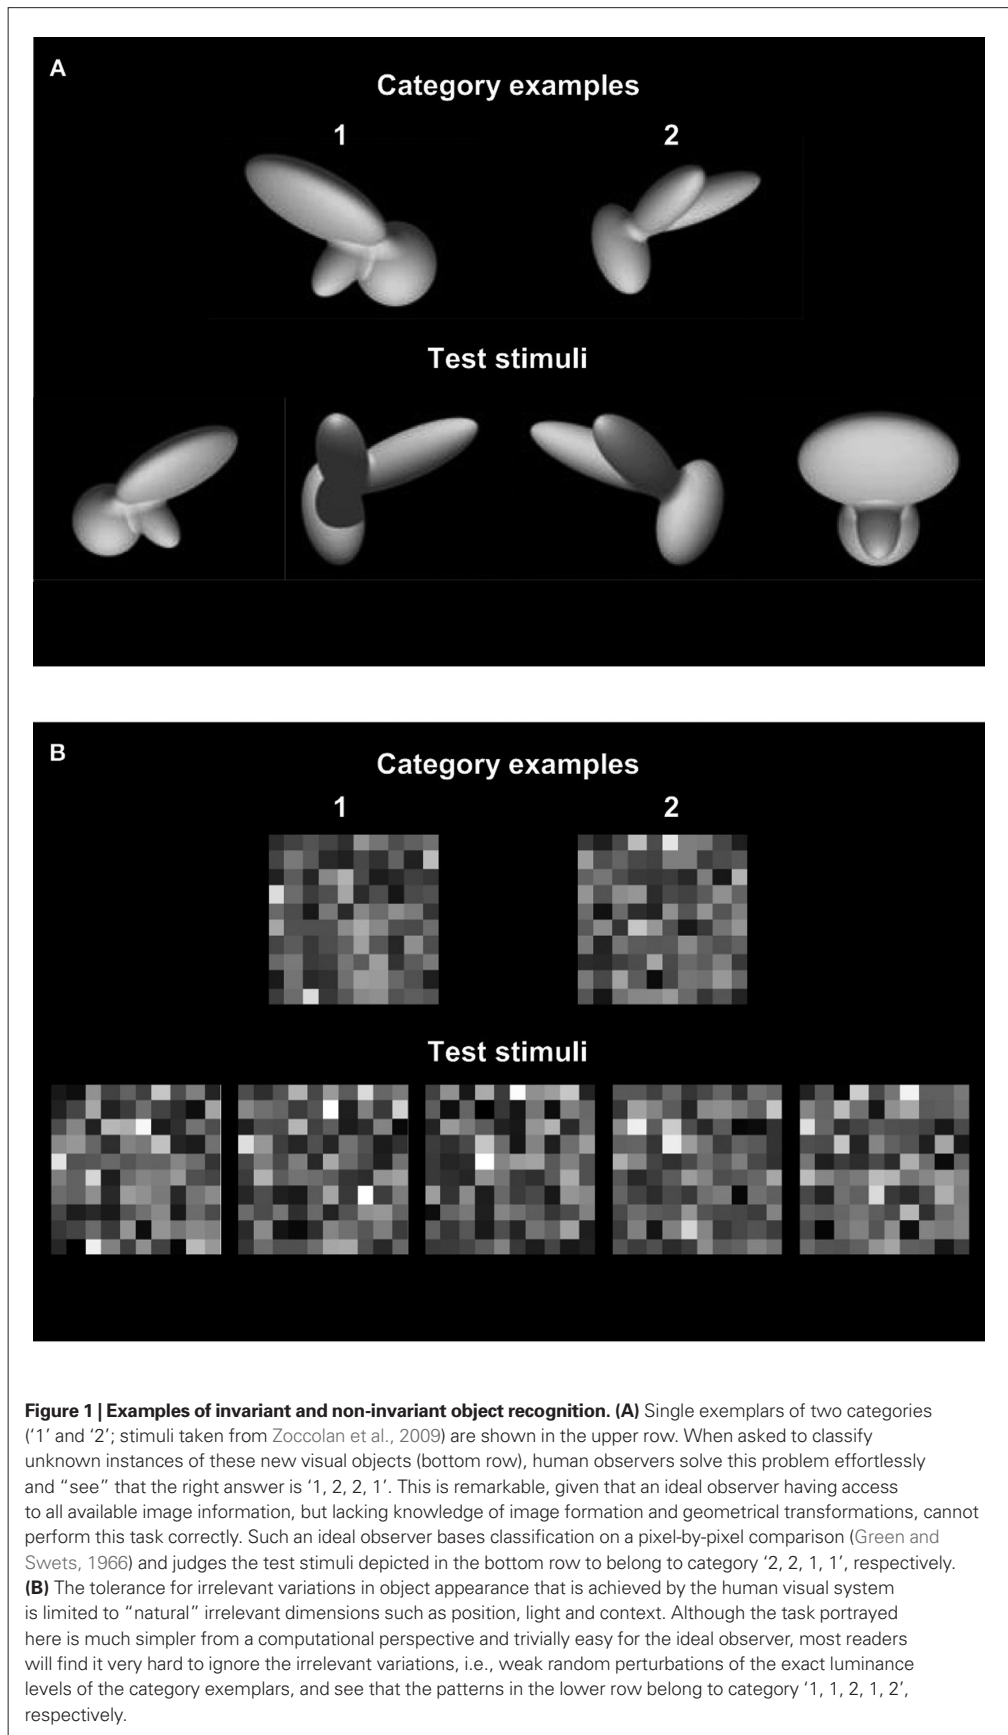 A
Category examples
1 2
Test stimuli
B
Category examples
1 2
Test stimuli
Figure 1 | Examples of invariant and non-invariant object recognition. (A) Single exemplars of two categories
(‘1’ and ‘2’; stimuli taken from Zoccolan et al., 2009) are shown in the upper row. When asked to classify
unknown instances of these new visual objects (bottom row), human observers solve this problem effortlessly
and “see” that the right answer is ‘1, 2, 2, 1’. This is remarkable, given that an ideal observer having access
to all available image information, but lacking knowledge of image formation and geometrical transformations, cannot
perform this task correctly. Such an ideal observer bases classification on a pixel-by-pixel comparison (Green and
Swets, 1966) and judges the test stimuli depicted in the bottom row to belong to category ‘2, 2, 1, 1’, respectively.
(B) The tolerance for irrelevant variations in object appearance that is achieved by the human visual system
is limited to “natural” irrelevant dimensions such as position, light and context. Although the task portrayed
here is much simpler from a computational perspective and trivially easy for the ideal observer, most readers
will find it very hard to ignore the irrelevant variations, i.e., weak random perturbations of the exact luminance
levels of the category exemplars, and see that the patterns in the lower row belong to category ‘1, 1, 2, 1, 2’,
respectively.